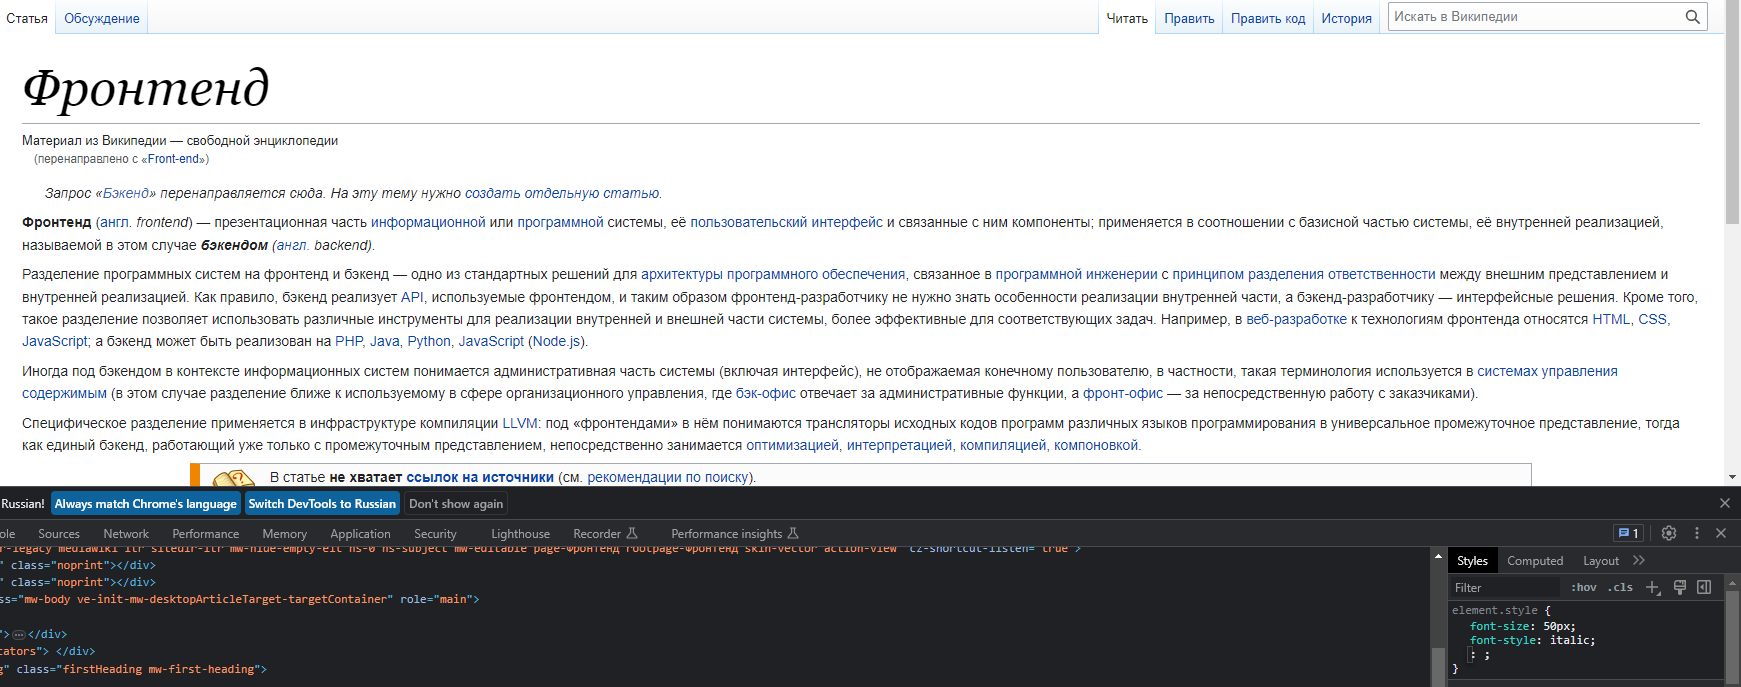 Статья Обсуждение Читать Править Править код История Искать в Википедии
Фронтенд
Материал из Википедии — свободной энциклопедии
(перенаправлено с «Front-end»)
Запрос «Бэкенд» перенаправляется сюда. На эту тему нужно создать отдельную статью.
Фронтенд (англ. frontend) — презентационная часть информационной или программной системы, её пользовательский интерфейс и связанные с ним компоненты; применяется в соотношении с базисной частью системы, её внутренней реализацией,
называемой в этом случае бэкендом (англ. backend).
Разделение программных систем на фронтенд и бэкенд — одно из стандартных решений для архитектуры программного обеспечения, связанное в программной инженерии с принципом разделения ответственности между внешним представлением и
внутренней реализацией. Как правило, бэкенд реализует API, используемые фронтендом, и таким образом фронтенд-разработчику не нужно знать особенности реализации внутренней части, а бэкенд-разработчику — интерфейсные решения. Кроме того,
такое разделение позволяет использовать различные инструменты для реализации внутренней и внешней части системы, более эффективные для соответствующих задач. Например, в веб-разработке к технологиям фронтенда относятся HTML, CSS,
JavaScript; а бэкенд может быть реализован на PHP, Java, Python, JavaScript (Node.js).
Иногда под бэкендом в контексте информационных систем понимается административная часть системы (включая интерфейс), не отображаемая конечному пользователю, в частности, такая терминология используется в системах управления
содержимым (в этом случае разделение ближе к используемому в сфере организационного управления, где бэк-офис отвечает за административные функции, а фронт-офис — за непосредственную работу с заказчиками).
Специфическое разделение применяется в инфраструктуре компиляции LLVM: под «фронтендами» в нём понимаются трансляторы исходных кодов программ различных языков программирования в универсальное промежуточное представление, тогда
как единый бэкенд, работающий уже только с промежуточным представлением, непосредственно занимается оптимизацией, интерпретацией, компиляцией, компоновкой.
В статье не хватает ссылок на источники (см. рекомендации по поиску).
Russian! Always match Chrome's language Switch DevTools to Russian Don't show again
ole Sources Network Performance Memory Application Security Lighthouse Recorder Performance insights 1
r-legacy mediawiki ltr sitedir-ltr mw-hide-empty-elt ns-0 ns-subject mw-editable page-Фронтенд rootpage-Фронтенд skin-vector action-view" cz-shortcut-listen="true">
" class="noprint"></div>
" class="noprint"></div>
ss="mw-body ve-init-mw-desktopArticleTarget-targetContainer" role="main">
"></div>
cators"> </div>
g" class="firstHeading mw-first-heading">
Styles Computed Layout
Filter :hov .cls
element.style {
font-size: 50px;
font-style: italic;
: ;
}